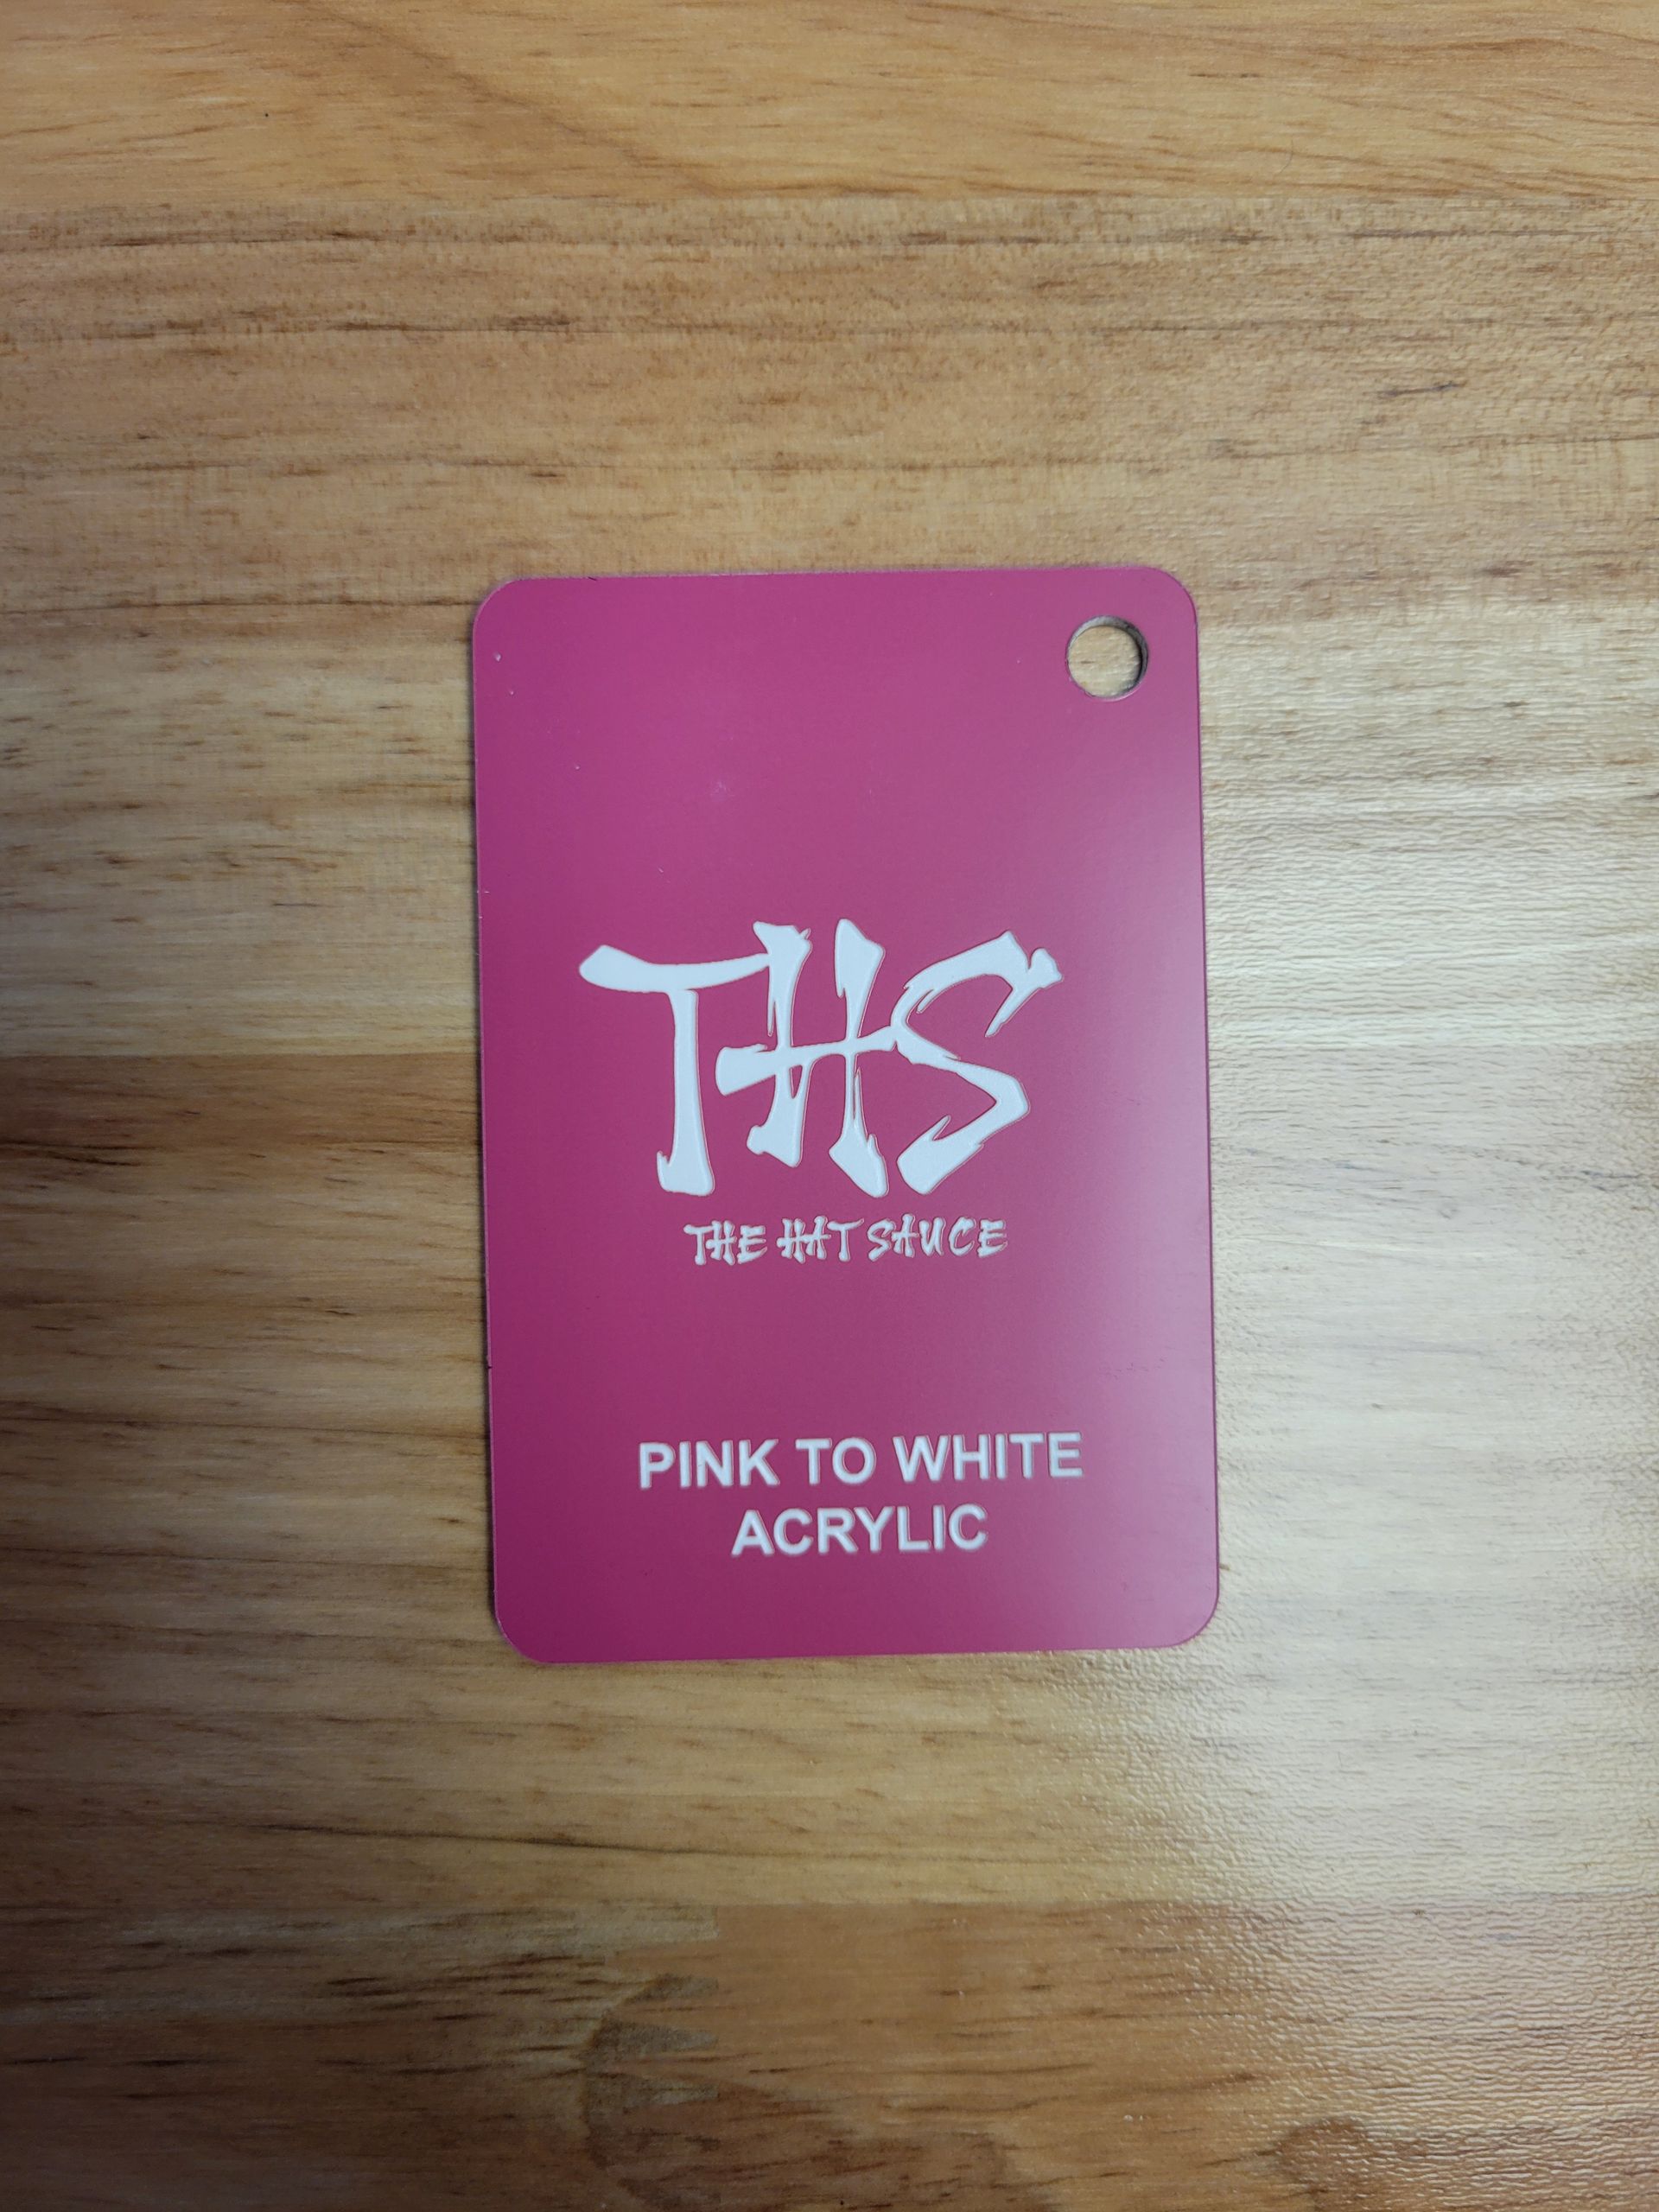 THS
THE HAT SAUCE
PINK TO WHITE
ACRYLIC